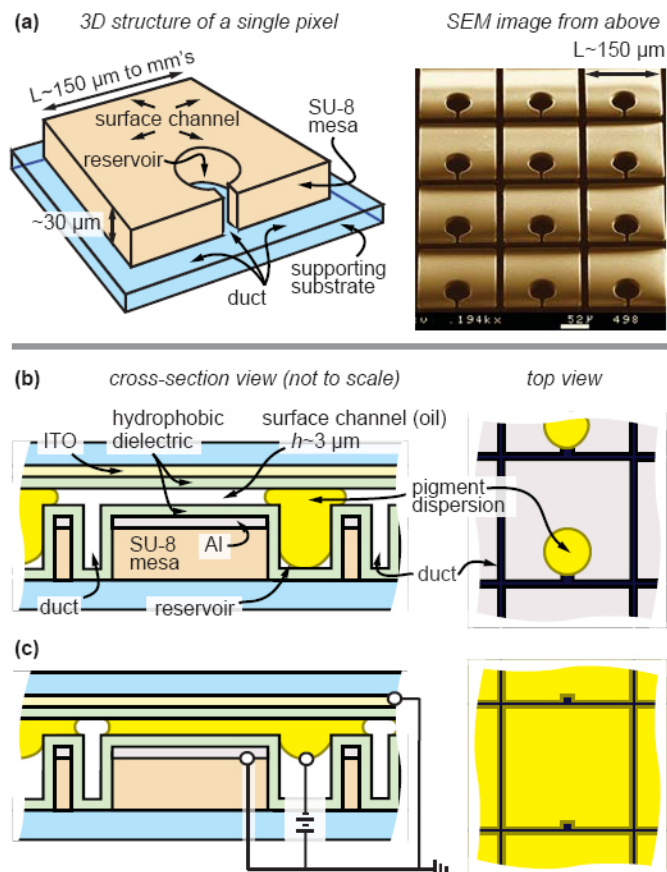 (a) 3D structure of a single pixel
SEM image from above
L~150 µm to mm's
L~150 µm
surface channel
SU-8
mesa
reservoir
~30 µm
duct
supporting
substrate
.194kx
52µ
498
(b) cross-section view (not to scale)
top view
hydrophobic
dielectric
surface channel (oil)
h~3 µm
ITO
pigment
dispersion
SU-8
mesa
Al
duct
reservoir
duct
(c)